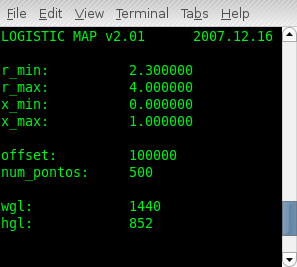 File Edit View Terminal Tabs Help
LOGISTIC MAP v2.01 2007.12.16
r_min: 2.300000
r_max: 4.000000
x_min: 0.000000
x_max: 1.000000
offset: 100000
num_pontos: 500
wgl: 1440
hgl: 852